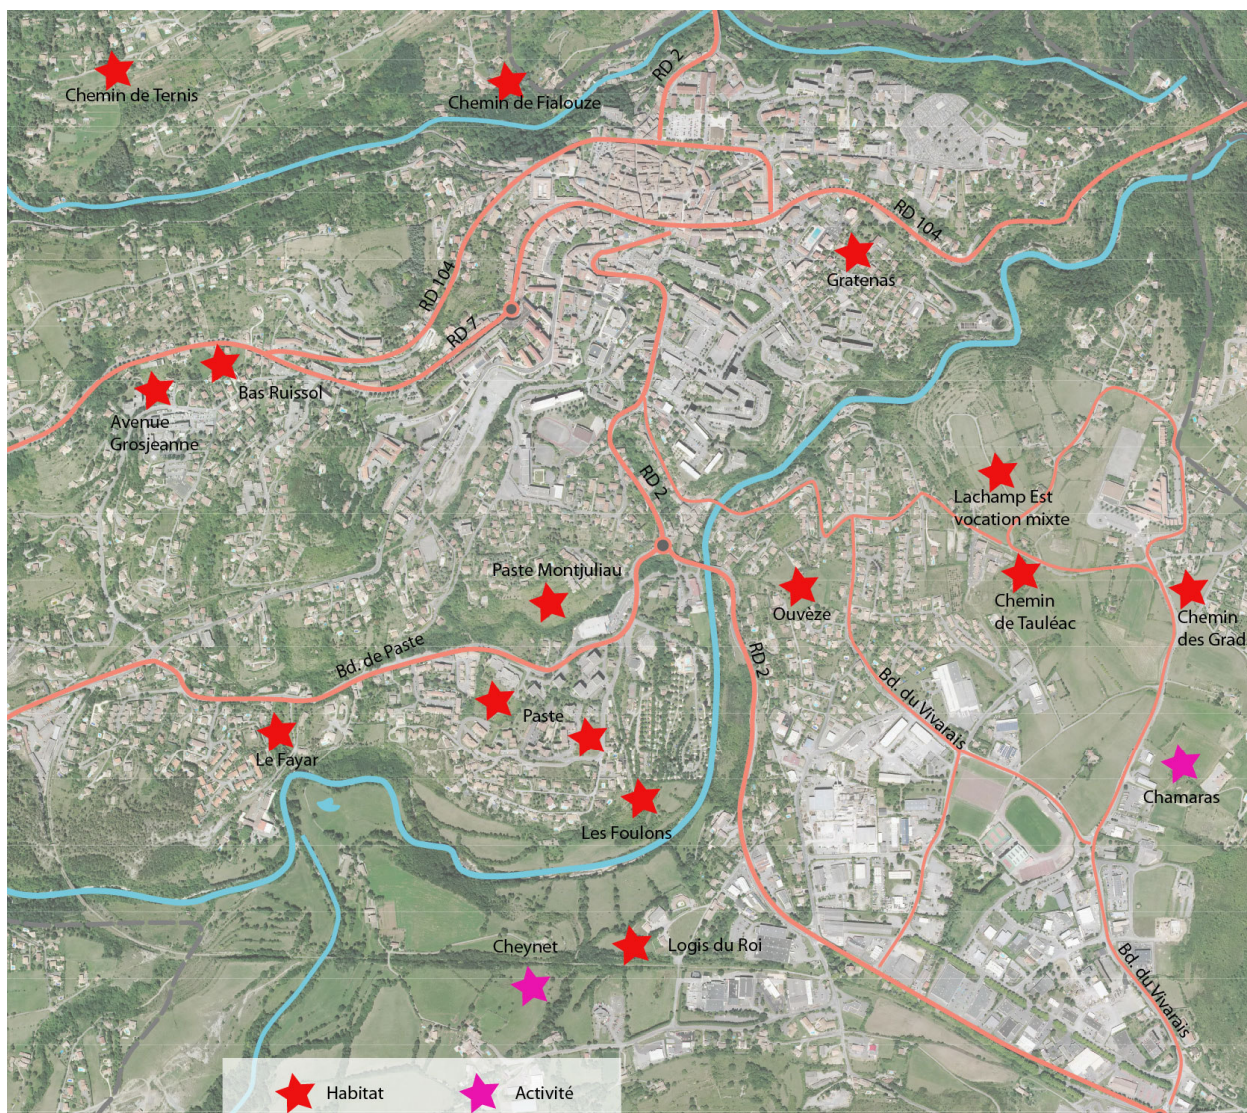 RD 2
Chemin de Ternis
Chemin de Fialouze
RD 104
Gratenas
RD 104
RD 7
Bas Ruissol
Avenue
Grosjeanne
RD 2
Lachamp Est
vocation mixte
Paste Montjuliau
Ouvèze
Chemin
de Tauléac
Chemin
des Grad
Bd. de Paste
RD 2
Bd. du Vivarais
Paste
Le Fayar
Chamaras
Les Foulons
Cheynet
Logis du Roi
Bd. du Vivarais
Habitat
Activité